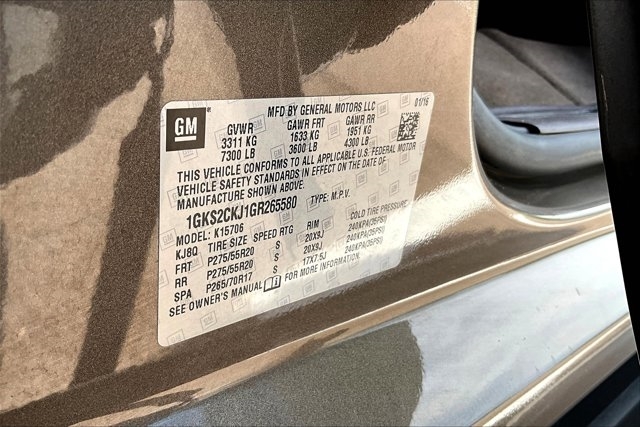 MFD BY GENERAL MOTORS LLC 01/16
GM
GVWR GAWR FRT GAWR RR
3311 KG 1633 KG 1951 KG
7300 LB 3600 LB 4300 LB
THIS VEHICLE CONFORMS TO ALL APPLICABLE U.S. FEDERAL MOTOR
VEHICLE SAFETY STANDARDS IN EFFECT ON THE DATE OF
MANUFACTURE SHOWN ABOVE.
1GKS2CKJ1GR265580 TYPE: M.P.V.
MODEL: K15706
KJ8Q TIRE SIZE SPEED RTG RIM COLD TIRE PRESSURE
FRT P275/55R20 S 20X9J 240KPA(35PSI)
RR P275/55R20 S 20X9J 240KPA(35PSI)
SPA P265/70R17 S 17X7.5J 240KPA(35PSI)
SEE OWNER'S MANUAL FOR MORE INFORMATION.